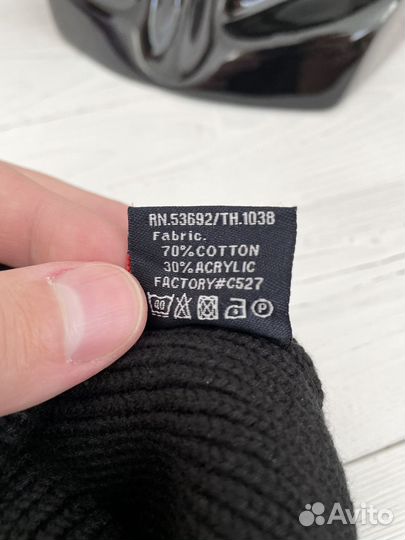 RN.53692/TH.1038
Fabric.
70%COTTON
30%ACRYLIC
FACTORY#C527
P
Avito